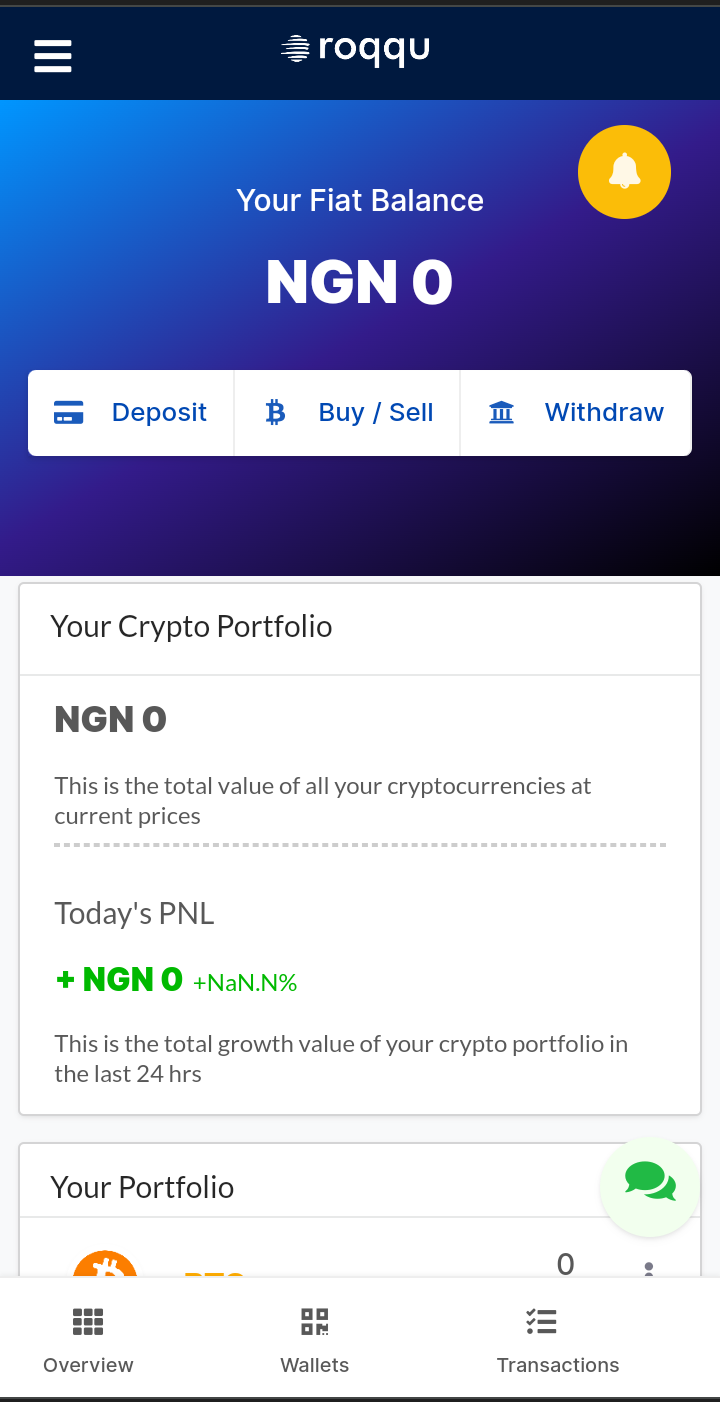 roqqu
Your Fiat Balance
NGN 0
Deposit
Buy / Sell
Withdraw
Your Crypto Portfolio
NGN 0
This is the total value of all your cryptocurrencies at
current prices
Today's PNL
+ NGN 0 +NaN.N%
This is the total growth value of your crypto portfolio in
the last 24 hrs
Your Portfolio
0
Overview
Wallets
Transactions